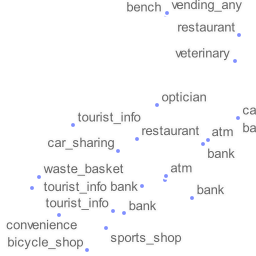 bench vending_any
restaurant
veterinary
optician
ca
tourist_info
restaurant atm
ba
car_sharing
bank
waste_basket
atm
tourist_info bank
bank
tourist_info
bank
convenience
sports_shop
bicycle_shop